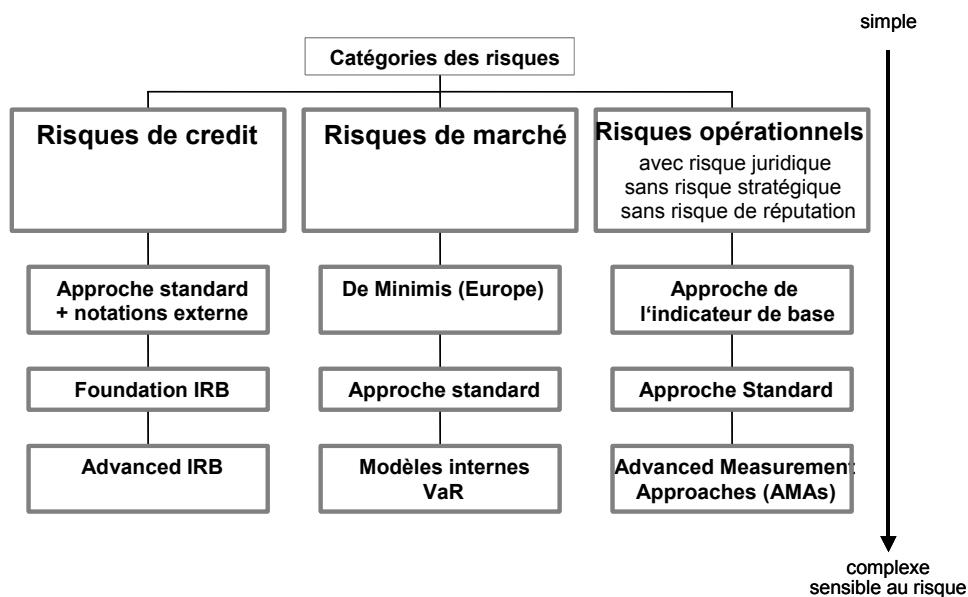 simple
Catégories des risques
Risques de credit
Risques de marché
Risques opérationnels
avec risque juridique
sans risque stratégique
sans risque de réputation
Approche standard
+ notations externe
De Minimis (Europe)
Approche de
l‘indicateur de base
Foundation IRB
Approche standard
Approche Standard
Advanced IRB
Modèles internes
VaR
Advanced Measurement
Approaches (AMAs)
complexe
sensible au risque